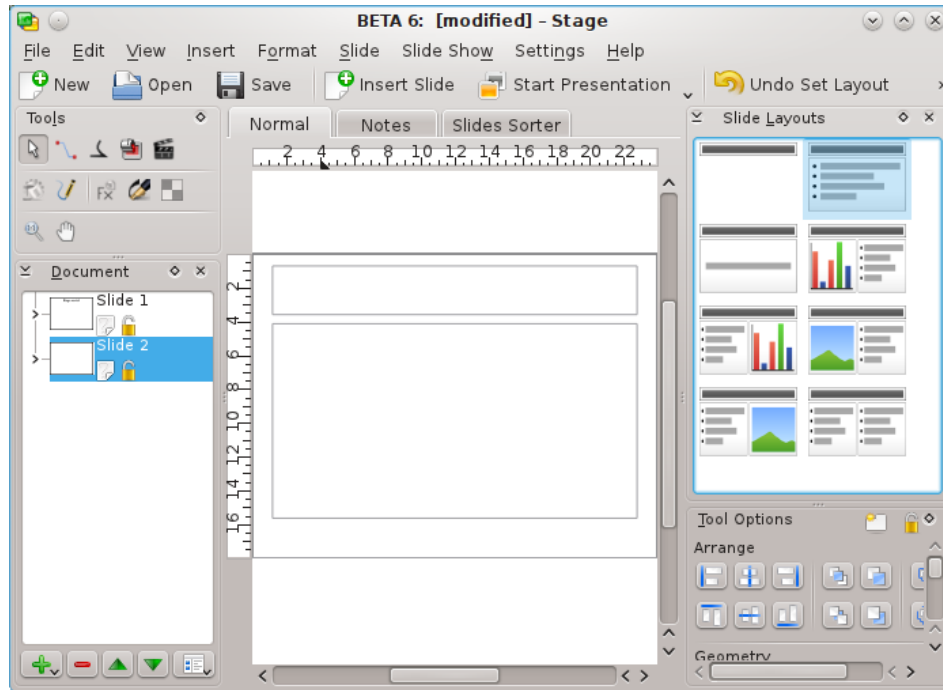 BETA 6:  [modified] – Stage
File Edit View Insert Format Slide Slide Show Settings Help
New Open Save Insert Slide Start Presentation Undo Set Layout
Tools
Normal Notes Slides Sorter
Slide Layouts
2 4 6 8 10 12 14 16 18 20 22
Document
Slide 1
Slide 2
2
4
6
8
10
12
14
16
FX
Tool Options
Arrange
Geometry